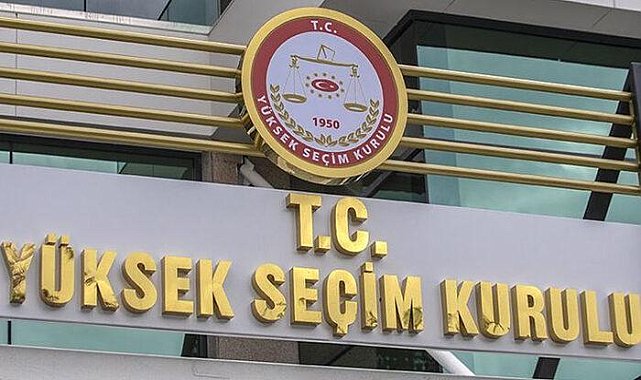 T.C.
YÜKSEK SEÇİM KURULU
1950
T.C.
YÜKSEK SEÇİM KURULU